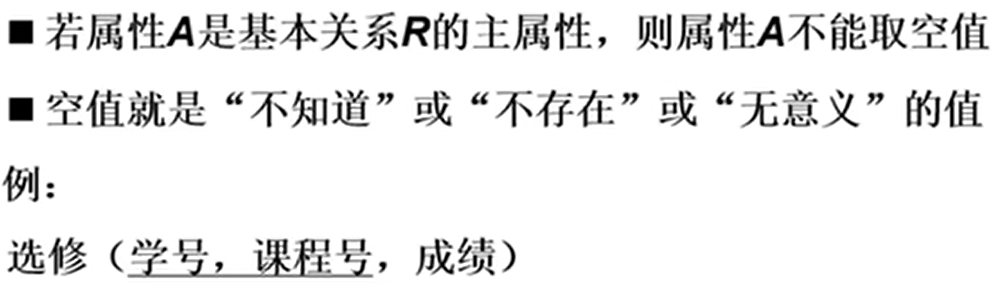 ■ 若属性A是基本关系R的主属性，则属性A不能取空值
■ 空值就是“不知道”或“不存在”或“无意义”的值
例：
选修（学号，课程号，成绩）